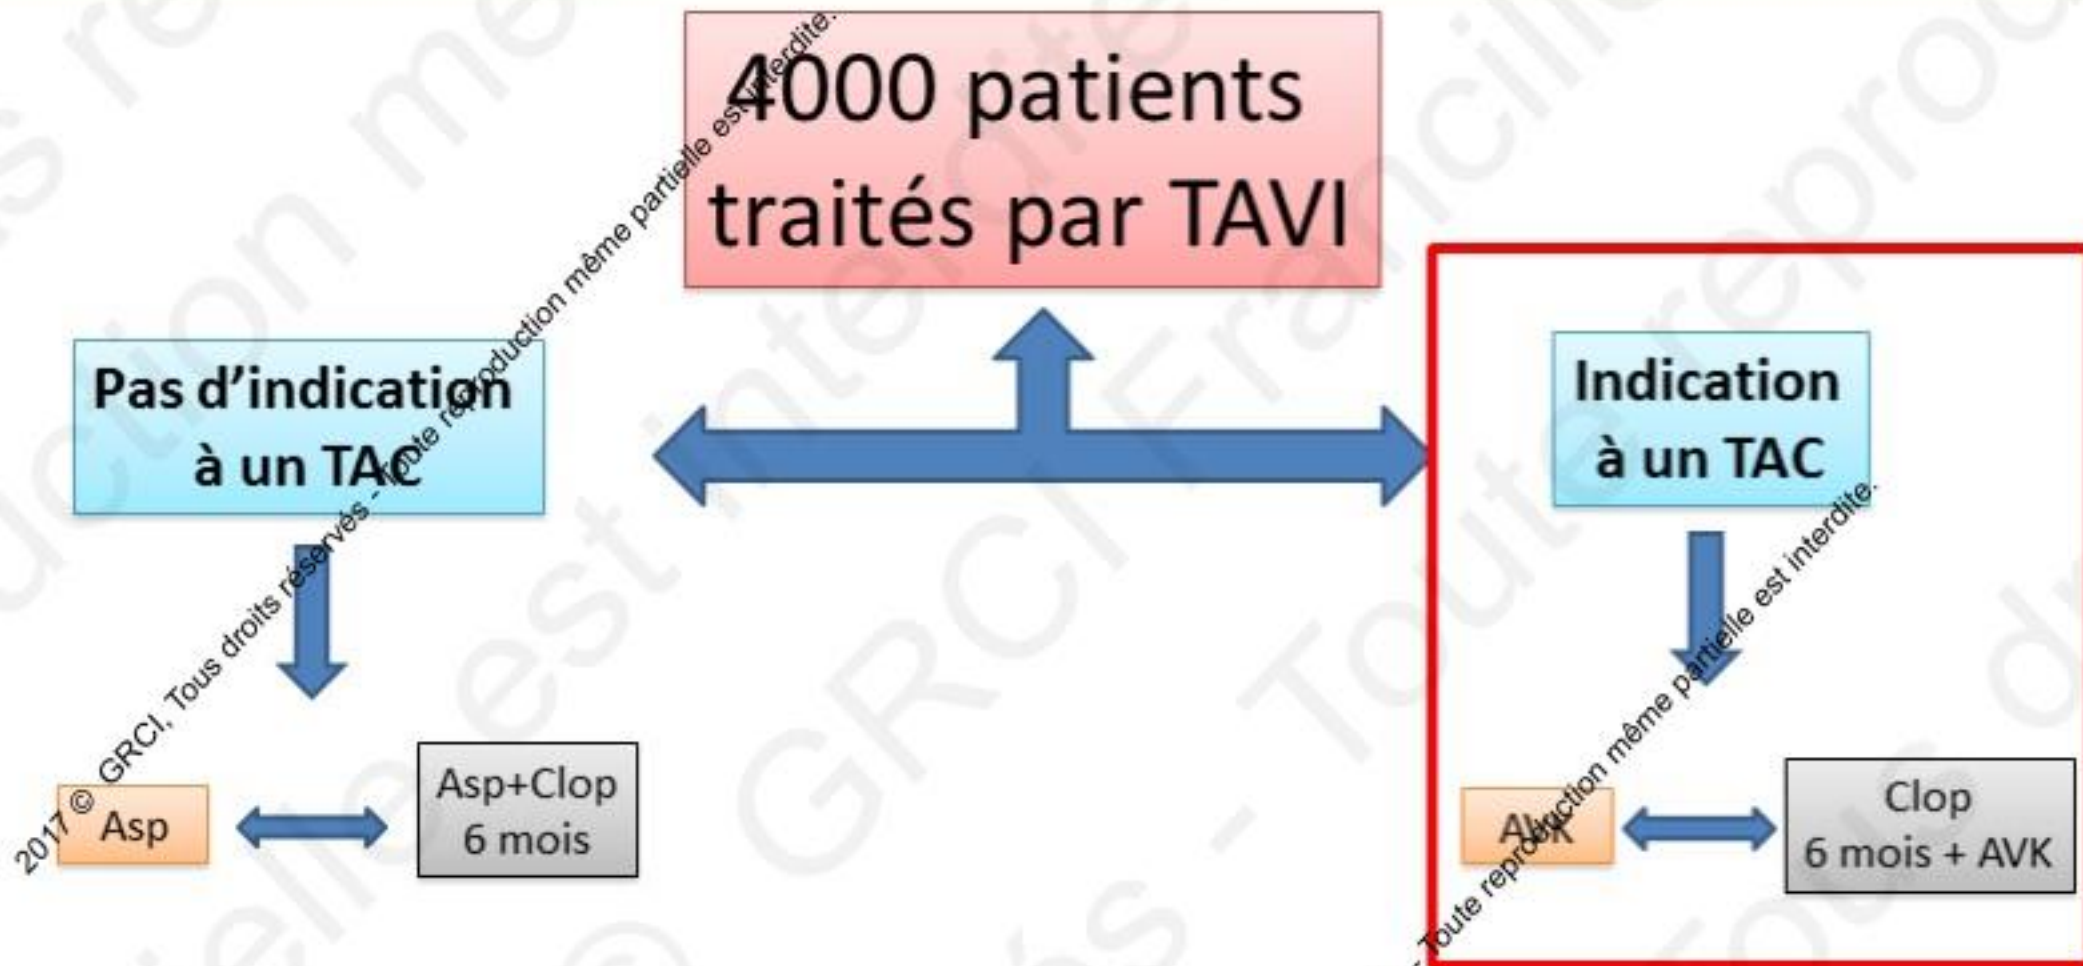 4000 patients
traités par TAVI
Pas d’indication
à un TAC
Indication
à un TAC
Asp
Asp+Clop
6 mois
AVK
Clop
6 mois + AVK
2017 © GRCI, Tous droits réservés - Toute reproduction même partielle est interdite.
- Toute reproduction même partielle est interdite.